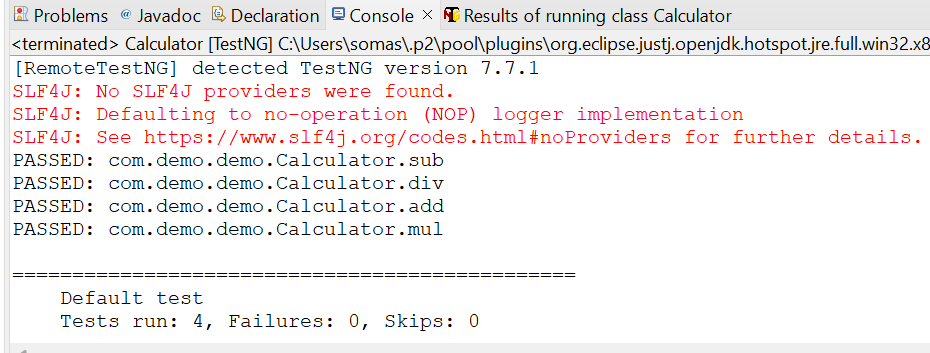 Problems @ Javadoc Declaration Console × Results of running class Calculator
<terminated> Calculator [TestNG] C:\Users\somas\.p2\pool\plugins\org.eclipse.justj.openjdk.hotspot.jre.full.win32.x8
[RemoteTestNG] detected TestNG version 7.7.1
SLF4J: No SLF4J providers were found.
SLF4J: Defaulting to no-operation (NOP) logger implementation
SLF4J: See https://www.slf4j.org/codes.html#noProviders for further details.
PASSED: com.demo.demo.Calculator.sub
PASSED: com.demo.demo.Calculator.div
PASSED: com.demo.demo.Calculator.add
PASSED: com.demo.demo.Calculator.mul
===============================================
Default test
Tests run: 4, Failures: 0, Skips: 0